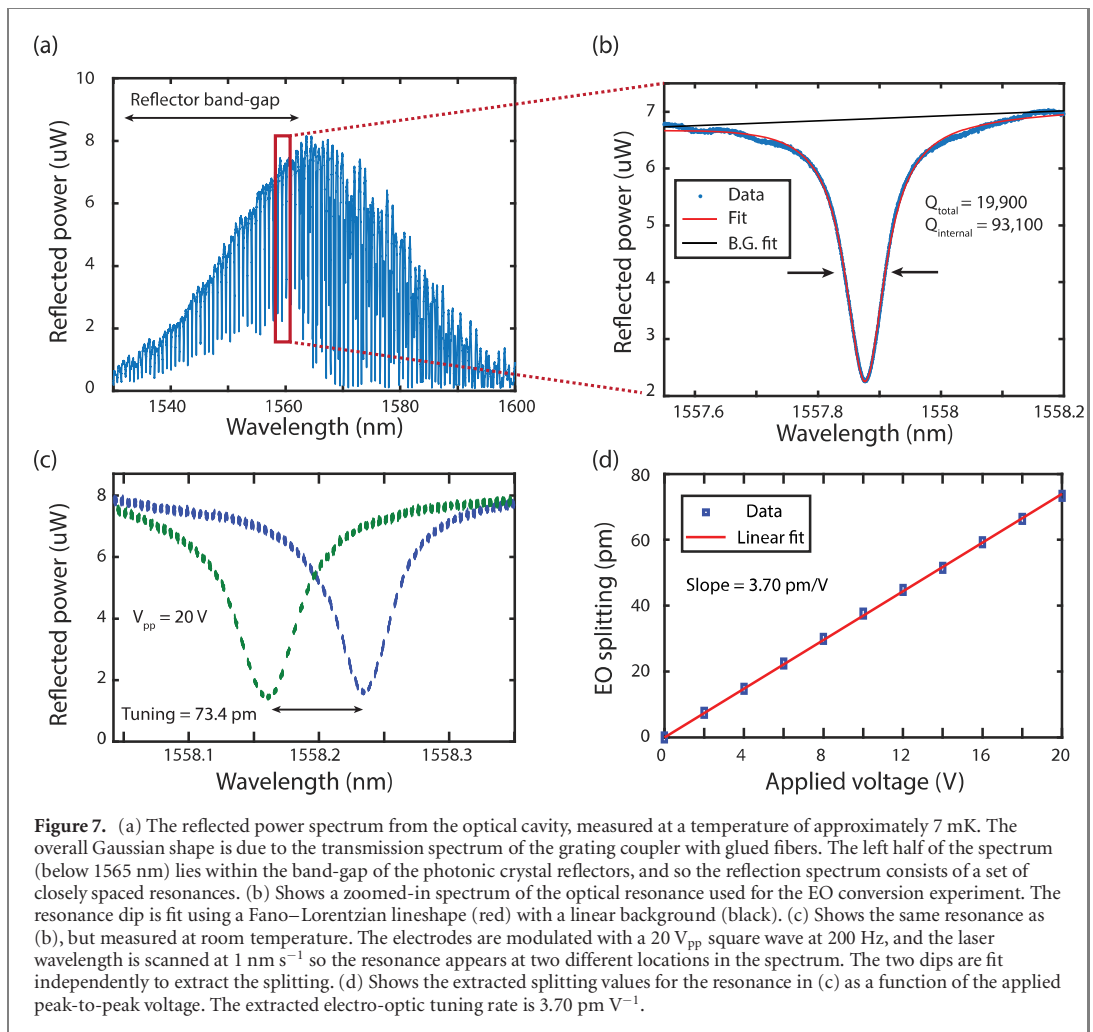 (a)
10
8
6
4
2
0
Reflected power (uW)
Reflector band-gap
1540
1560
1580
1600
Wavelength (nm)
(b)
7
6
5
4
3
2
Reflected power (uW)
Data
Fit
B.G. fit
Qtotal = 19,900
Qinternal = 93,100
1557.6
1557.8
1558
1558.2
Wavelength (nm)
(c)
8
6
4
2
0
Reflected power (uW)
Vpp = 20 V
Tuning = 73.4 pm
1558.1
1558.2
1558.3
Wavelength (nm)
(d)
80
60
40
20
0
EO splitting (pm)
Data
Linear fit
Slope = 3.70 pm/V
0
4
8
12
16
20
Applied voltage (V)
Figure 7. (a) The reflected power spectrum from the optical cavity, measured at a temperature of approximately 7 mK. The
overall Gaussian shape is due to the transmission spectrum of the grating coupler with glued fibers. The left half of the spectrum
(below 1565 nm) lies within the band-gap of the photonic crystal reflectors, and so the reflection spectrum consists of a set of
closely spaced resonances. (b) Shows a zoomed-in spectrum of the optical resonance used for the EO conversion experiment. The
resonance dip is fit using a Fano–Lorentzian lineshape (red) with a linear background (black). (c) Shows the same resonance as
(b), but measured at room temperature. The electrodes are modulated with a 20 Vpp square wave at 200 Hz, and the laser
wavelength is scanned at 1 nm s⁻¹ so the resonance appears at two different locations in the spectrum. The two dips are fit
independently to extract the splitting. (d) Shows the extracted splitting values for the resonance in (c) as a function of the applied
peak-to-peak voltage. The extracted electro-optic tuning rate is 3.70 pm V⁻¹.